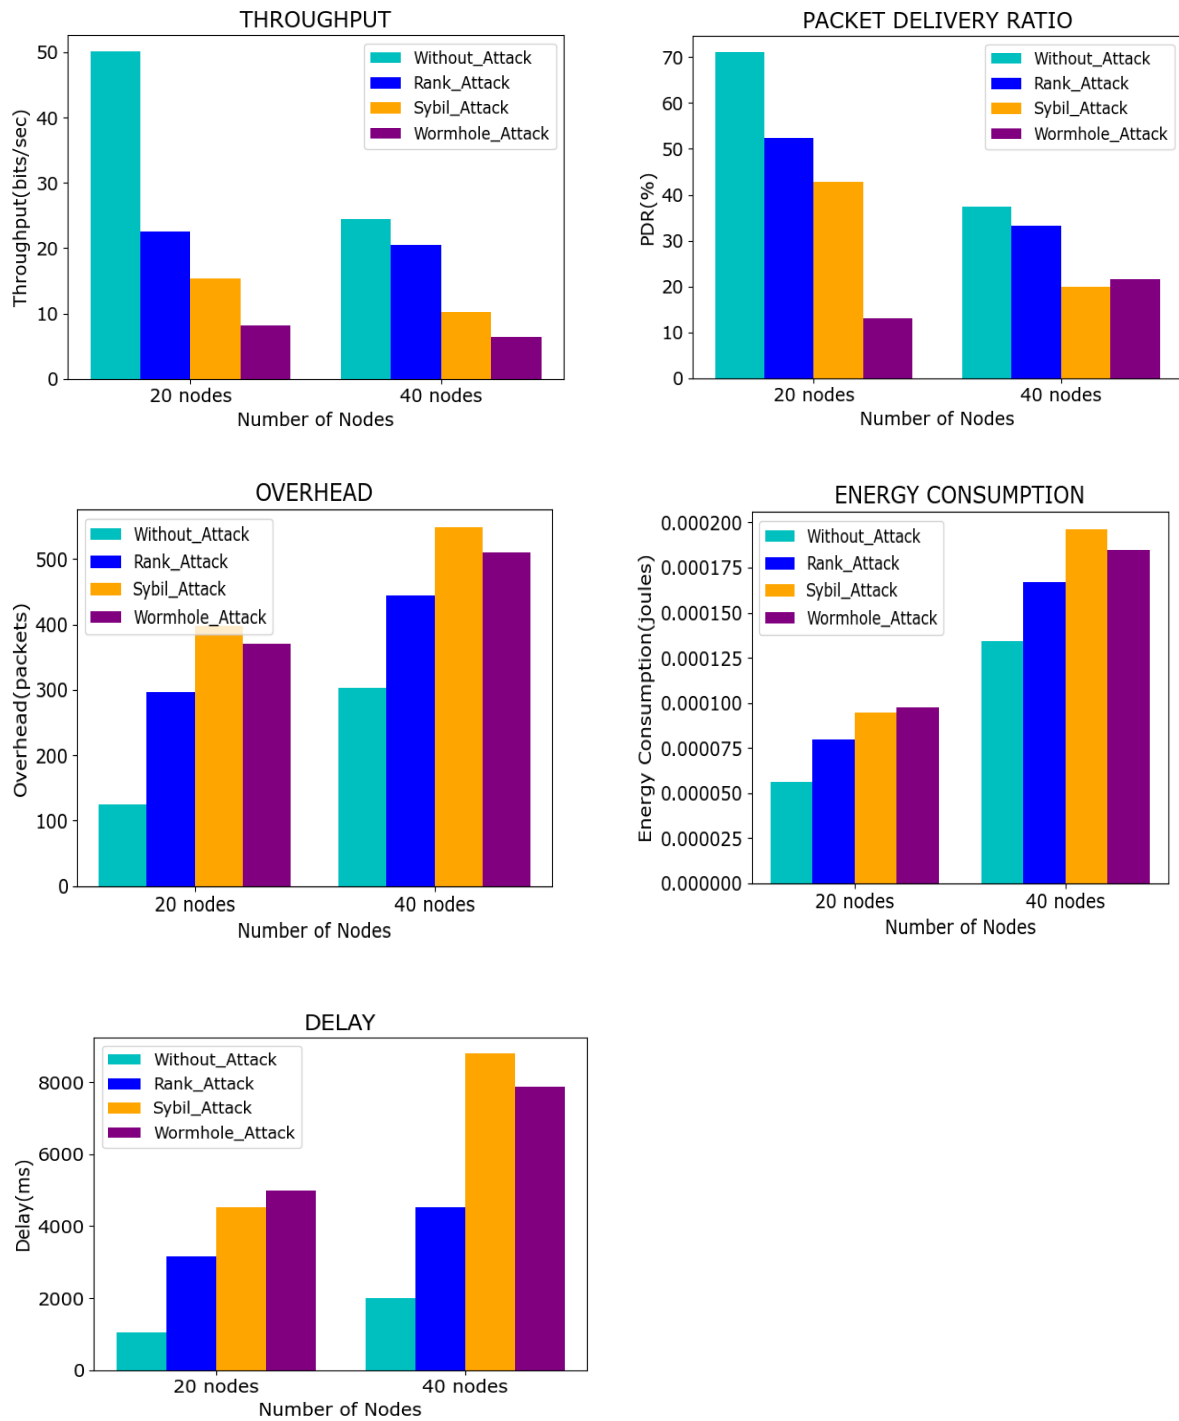 THROUGHPUT
Throughput(bits/sec)
50
40
30
20
10
0
Without_Attack
Rank_Attack
Sybil_Attack
Wormhole_Attack
20 nodes
40 nodes
Number of Nodes
PACKET DELIVERY RATIO
PDR(%)
70
60
50
40
30
20
10
0
Without_Attack
Rank_Attack
Sybil_Attack
Wormhole_Attack
20 nodes
40 nodes
Number of Nodes
OVERHEAD
Overhead(packets)
500
400
300
200
100
0
Without_Attack
Rank_Attack
Sybil_Attack
Wormhole_Attack
20 nodes
40 nodes
Number of Nodes
ENERGY CONSUMPTION
Energy Consumption(joules)
0.000200
0.000175
0.000150
0.000125
0.000100
0.000075
0.000050
0.000025
0.000000
Without_Attack
Rank_Attack
Sybil_Attack
Wormhole_Attack
20 nodes
40 nodes
Number of Nodes
DELAY
Delay(ms)
8000
6000
4000
2000
0
Without_Attack
Rank_Attack
Sybil_Attack
Wormhole_Attack
20 nodes
40 nodes
Number of Nodes